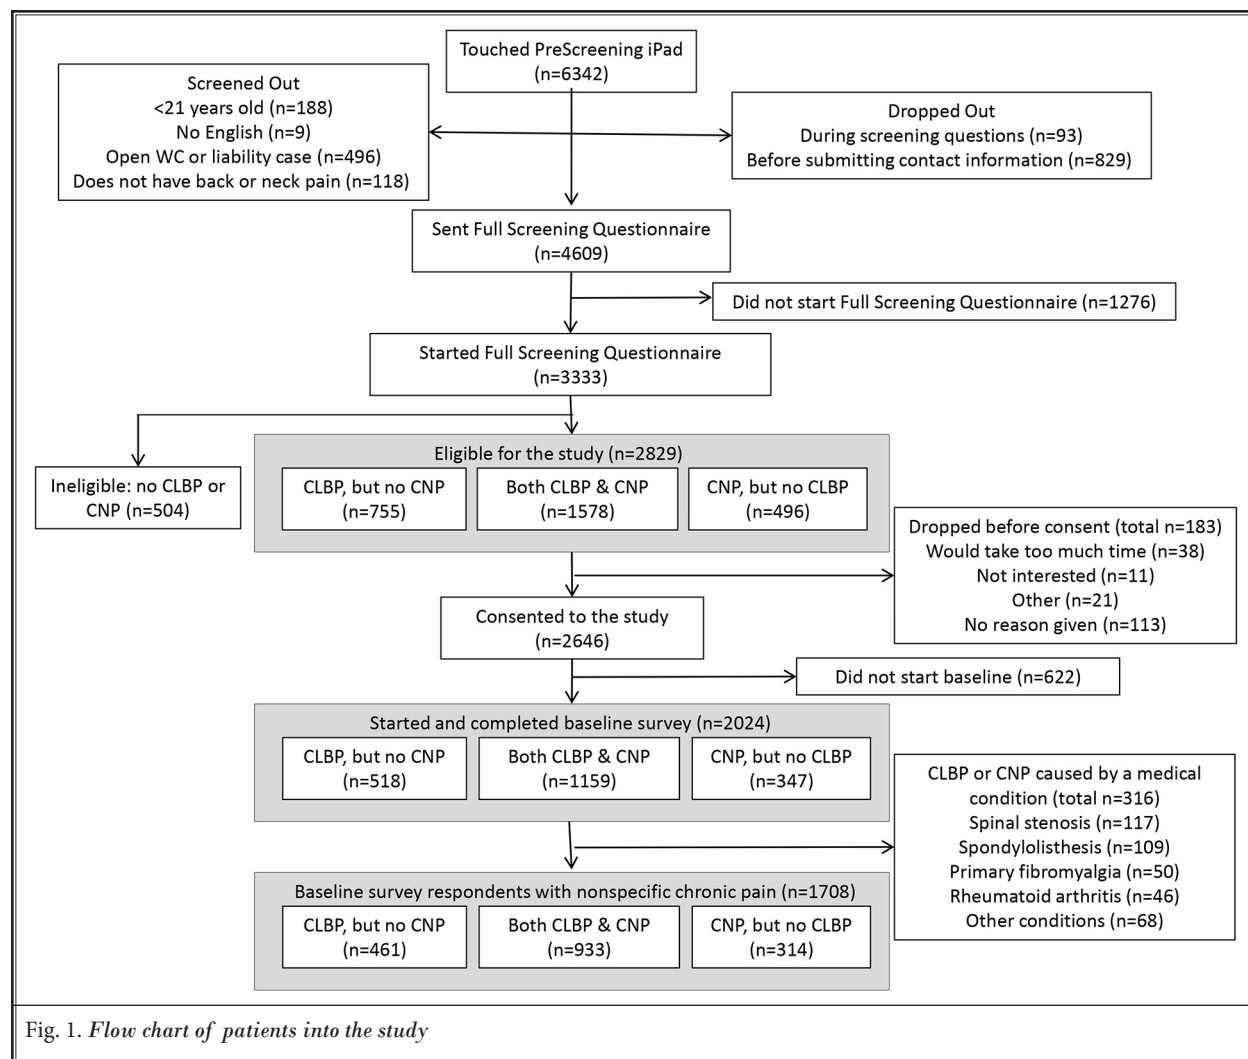 Touched PreScreening iPad
(n=6342)
Screened Out
<21 years old (n=188)
No English (n=9)
Open WC or liability case (n=496)
Does not have back or neck pain (n=118)
Dropped Out
During screening questions (n=93)
Before submitting contact information (n=829)
Sent Full Screening Questionnaire
(n=4609)
Did not start Full Screening Questionnaire (n=1276)
Started Full Screening Questionnaire
(n=3333)
Ineligible: no CLBP or
CNP (n=504)
Eligible for the study (n=2829)
CLBP, but no CNP
(n=755)
Both CLBP & CNP
(n=1578)
CNP, but no CLBP
(n=496)
Dropped before consent (total n=183)
Would take too much time (n=38)
Not interested (n=11)
Other (n=21)
No reason given (n=113)
Consented to the study
(n=2646)
Did not start baseline (n=622)
Started and completed baseline survey (n=2024)
CLBP, but no CNP
(n=518)
Both CLBP & CNP
(n=1159)
CNP, but no CLBP
(n=347)
CLBP or CNP caused by a medical
condition (total n=316)
Spinal stenosis (n=117)
Spondylolisthesis (n=109)
Primary fibromyalgia (n=50)
Rheumatoid arthritis (n=46)
Other conditions (n=68)
Baseline survey respondents with nonspecific chronic pain (n=1708)
CLBP, but no CNP
(n=461)
Both CLBP & CNP
(n=933)
CNP, but no CLBP
(n=314)
Fig. 1. Flow chart of patients into the study